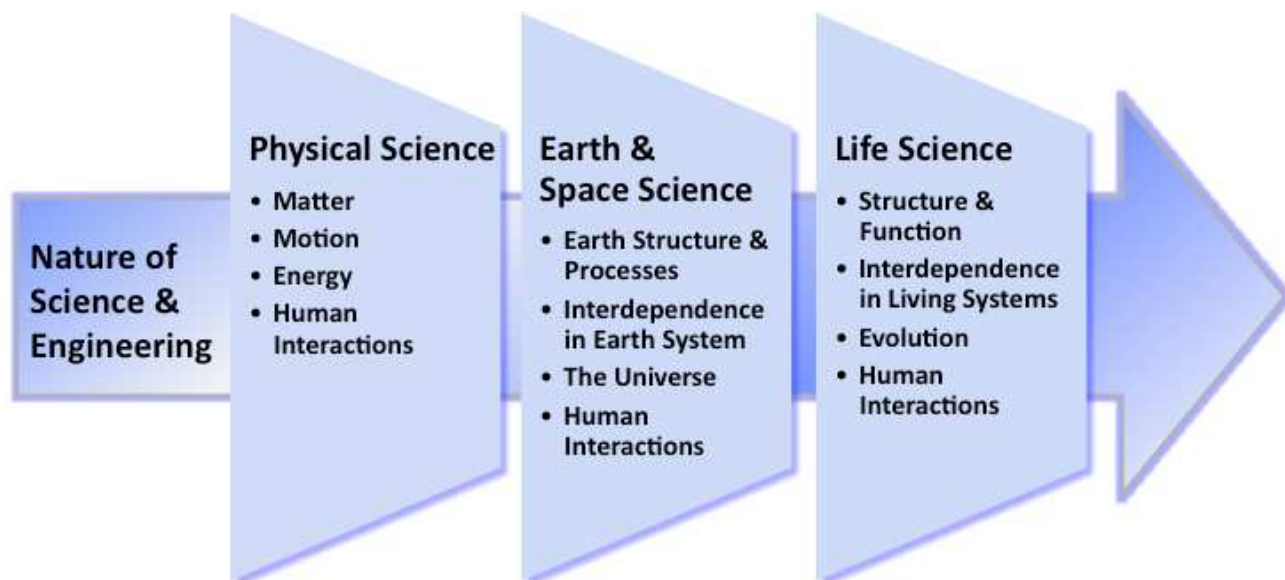 Nature of
Science &
Engineering
Physical Science
• Matter
• Motion
• Energy
• Human
Interactions
Earth &
Space Science
• Earth Structure &
Processes
• Interdependence
in Earth System
• The Universe
• Human
Interactions
Life Science
• Structure &
Function
• Interdependence
in Living Systems
• Evolution
• Human
Interactions